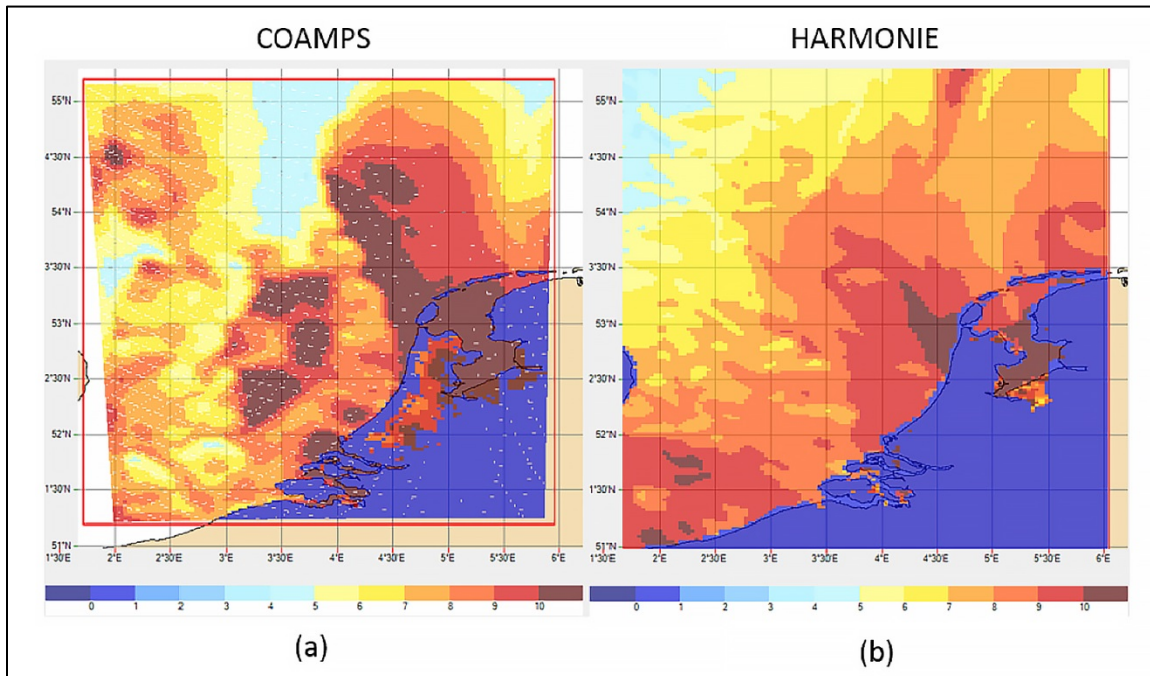 COAMPS
HARMONIE
55°N
4°30'N
54°N
3°30'N
53°N
2°30'N
52°N
1°30'N
51°N
1°30'E 2°E 2°30'E 3°E 3°30'E 4°E 4°30'E 5°E 5°30'E 6°E
0 1 2 3 4 5 6 7 8 9 10
(a)
55°N
4°30'N
54°N
3°30'N
53°N
2°30'N
52°N
1°30'N
51°N
1°30'E 2°E 2°30'E 3°E 3°30'E 4°E 4°30'E 5°E 5°30'E 6°E
0 1 2 3 4 5 6 7 8 9 10
(b)